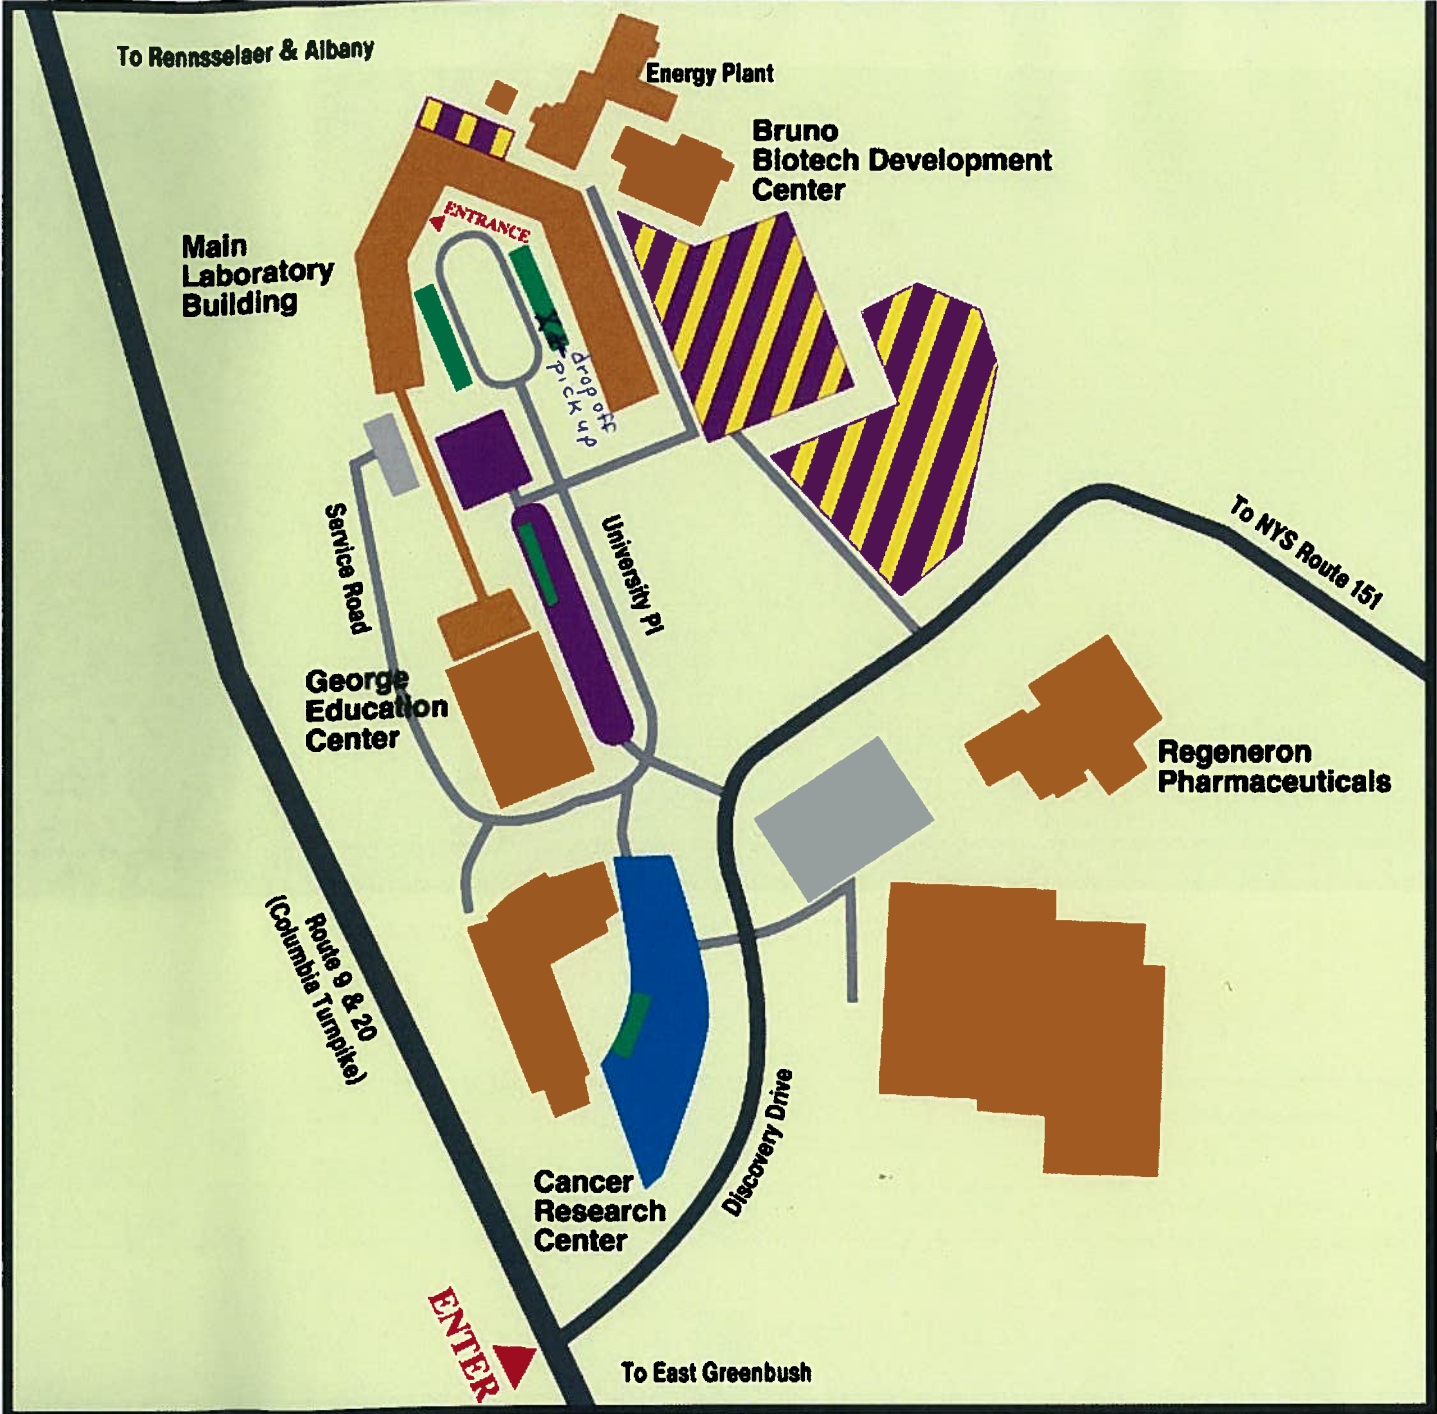 To Rennsselaer & Albany
Energy Plant
Bruno
Biotech Development
Center
ENTRANCE
Main
Laboratory
Building
X
drop off
pick up
Service Road
University Pl
To NYS Route 151
George
Education
Center
Regeneron
Pharmaceuticals
Route 9 & 20
(Columbia Turnpike)
Discovery Drive
Cancer
Research
Center
ENTER
To East Greenbush